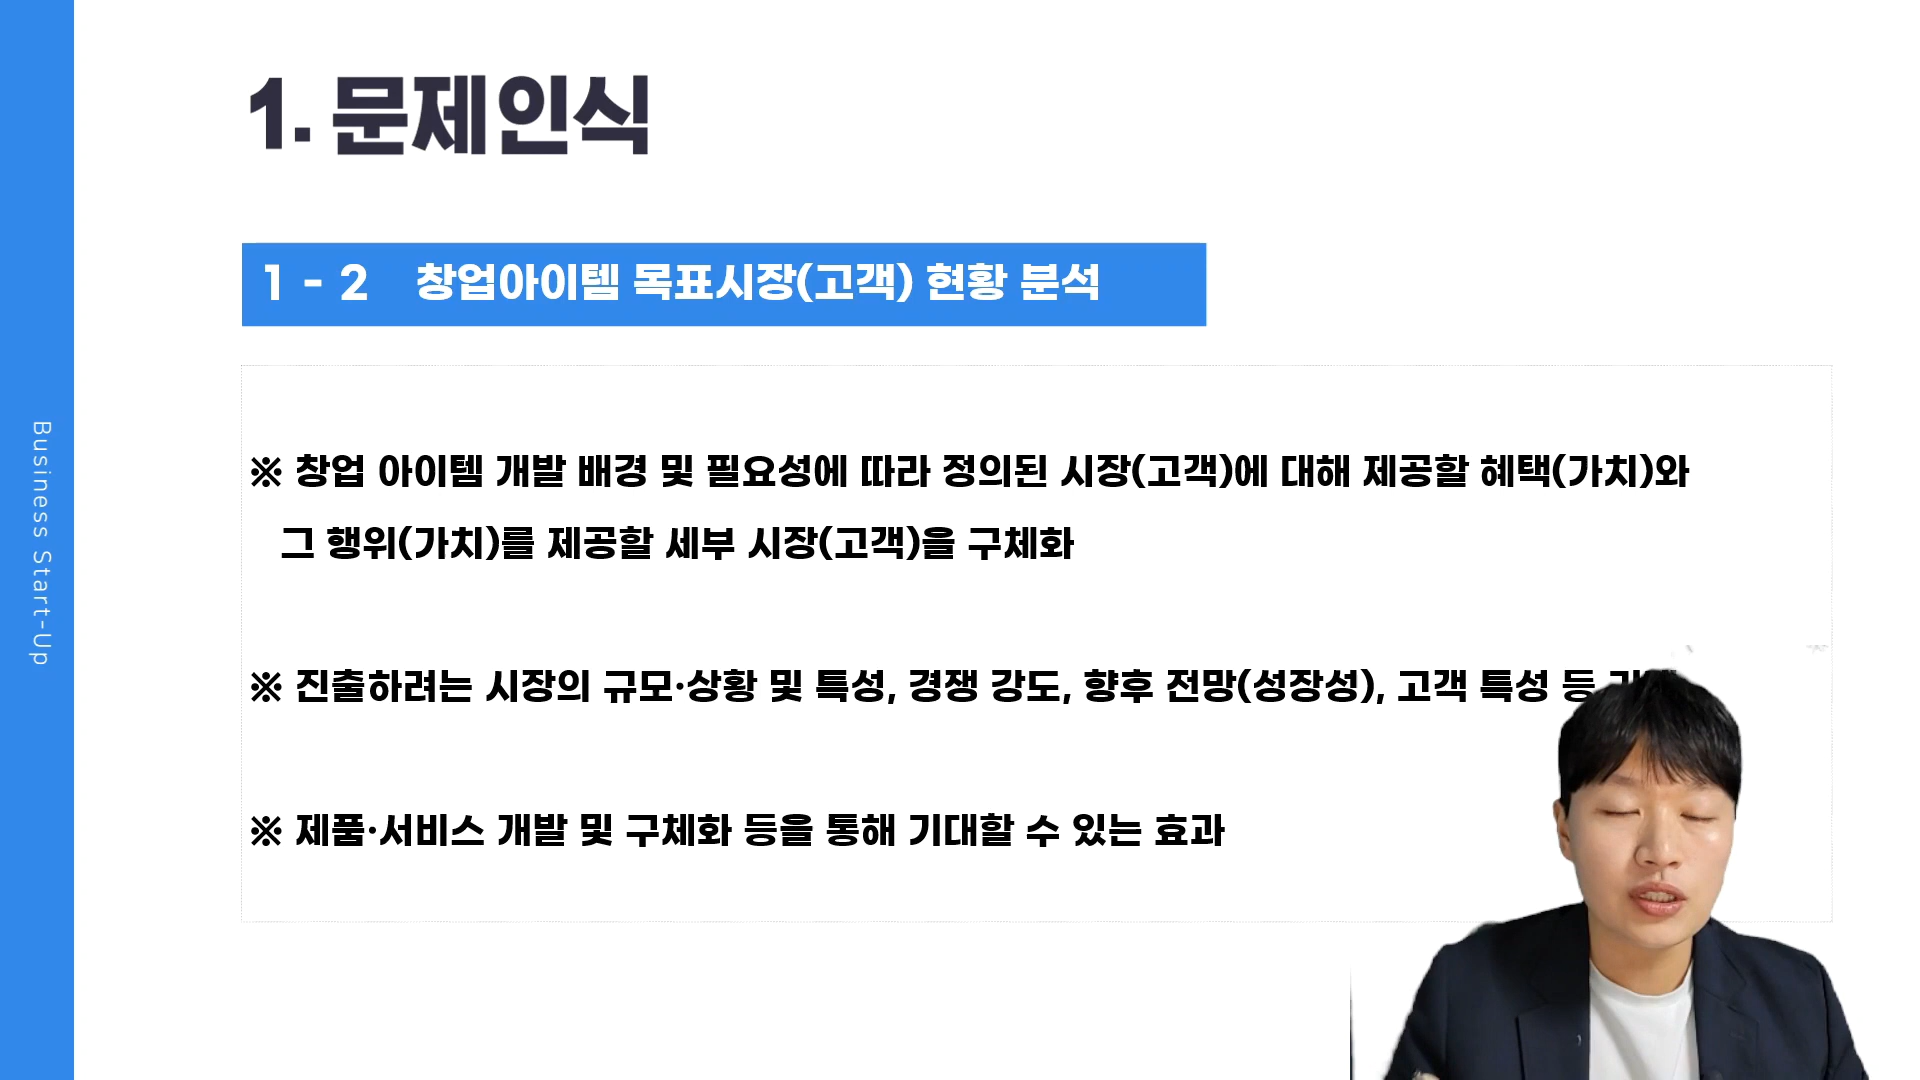 1. 문제인식
1 - 2 창업아이템 목표시장(고객) 현황 분석
※ 창업 아이템 개발 배경 및 필요성에 따라 정의된 시장(고객)에 대해 제공할 혜택(가치)와
그 행위(가치)를 제공할 세부 시장(고객)을 구체화
※ 진출하려는 시장의 규모·상황 및 특성, 경쟁 강도, 향후 전망(성장성), 고객 특성 등
※ 제품·서비스 개발 및 구체화 등을 통해 기대할 수 있는 효과
Business Start-Up